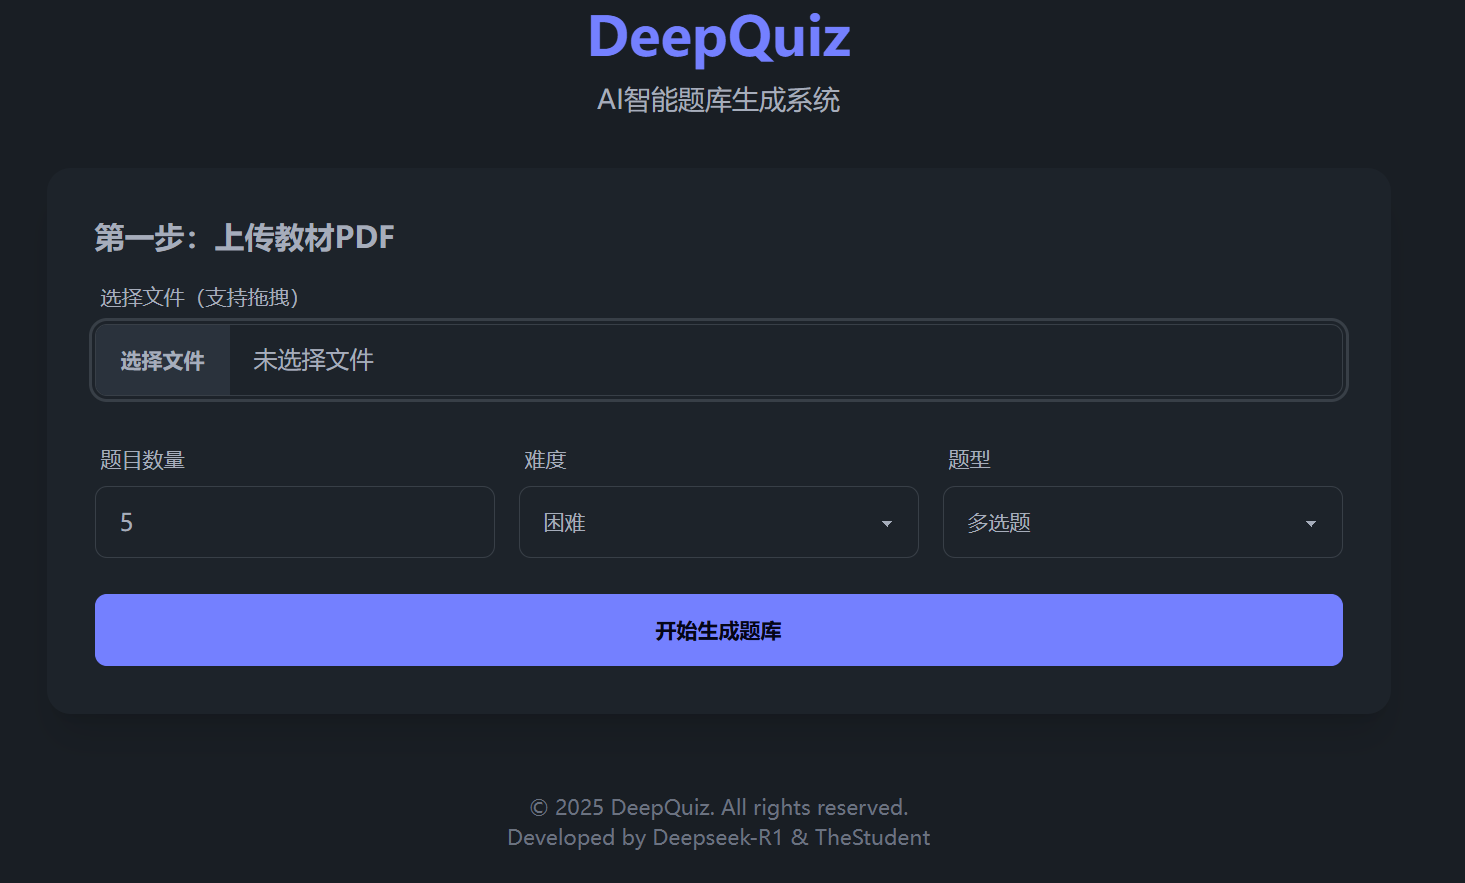 DeepQuiz
AI智能题库生成系统
第一步：上传教材PDF
选择文件（支持拖拽）
选择文件 未选择文件
题目数量 难度 题型
5 困难 多选题
开始生成题库
© 2025 DeepQuiz. All rights reserved.
Developed by Deepseek-R1 & TheStudent